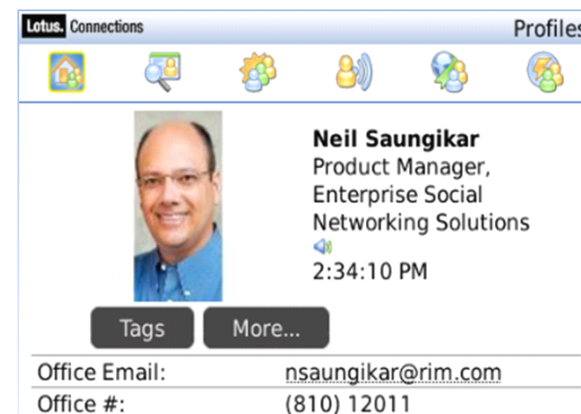 Lotus. Connections
Profiles
Neil Saungikar
Product Manager,
Enterprise Social
Networking Solutions
2:34:10 PM
Tags
More...
Office Email: nsaungikar@rim.com
Office #: (810) 12011